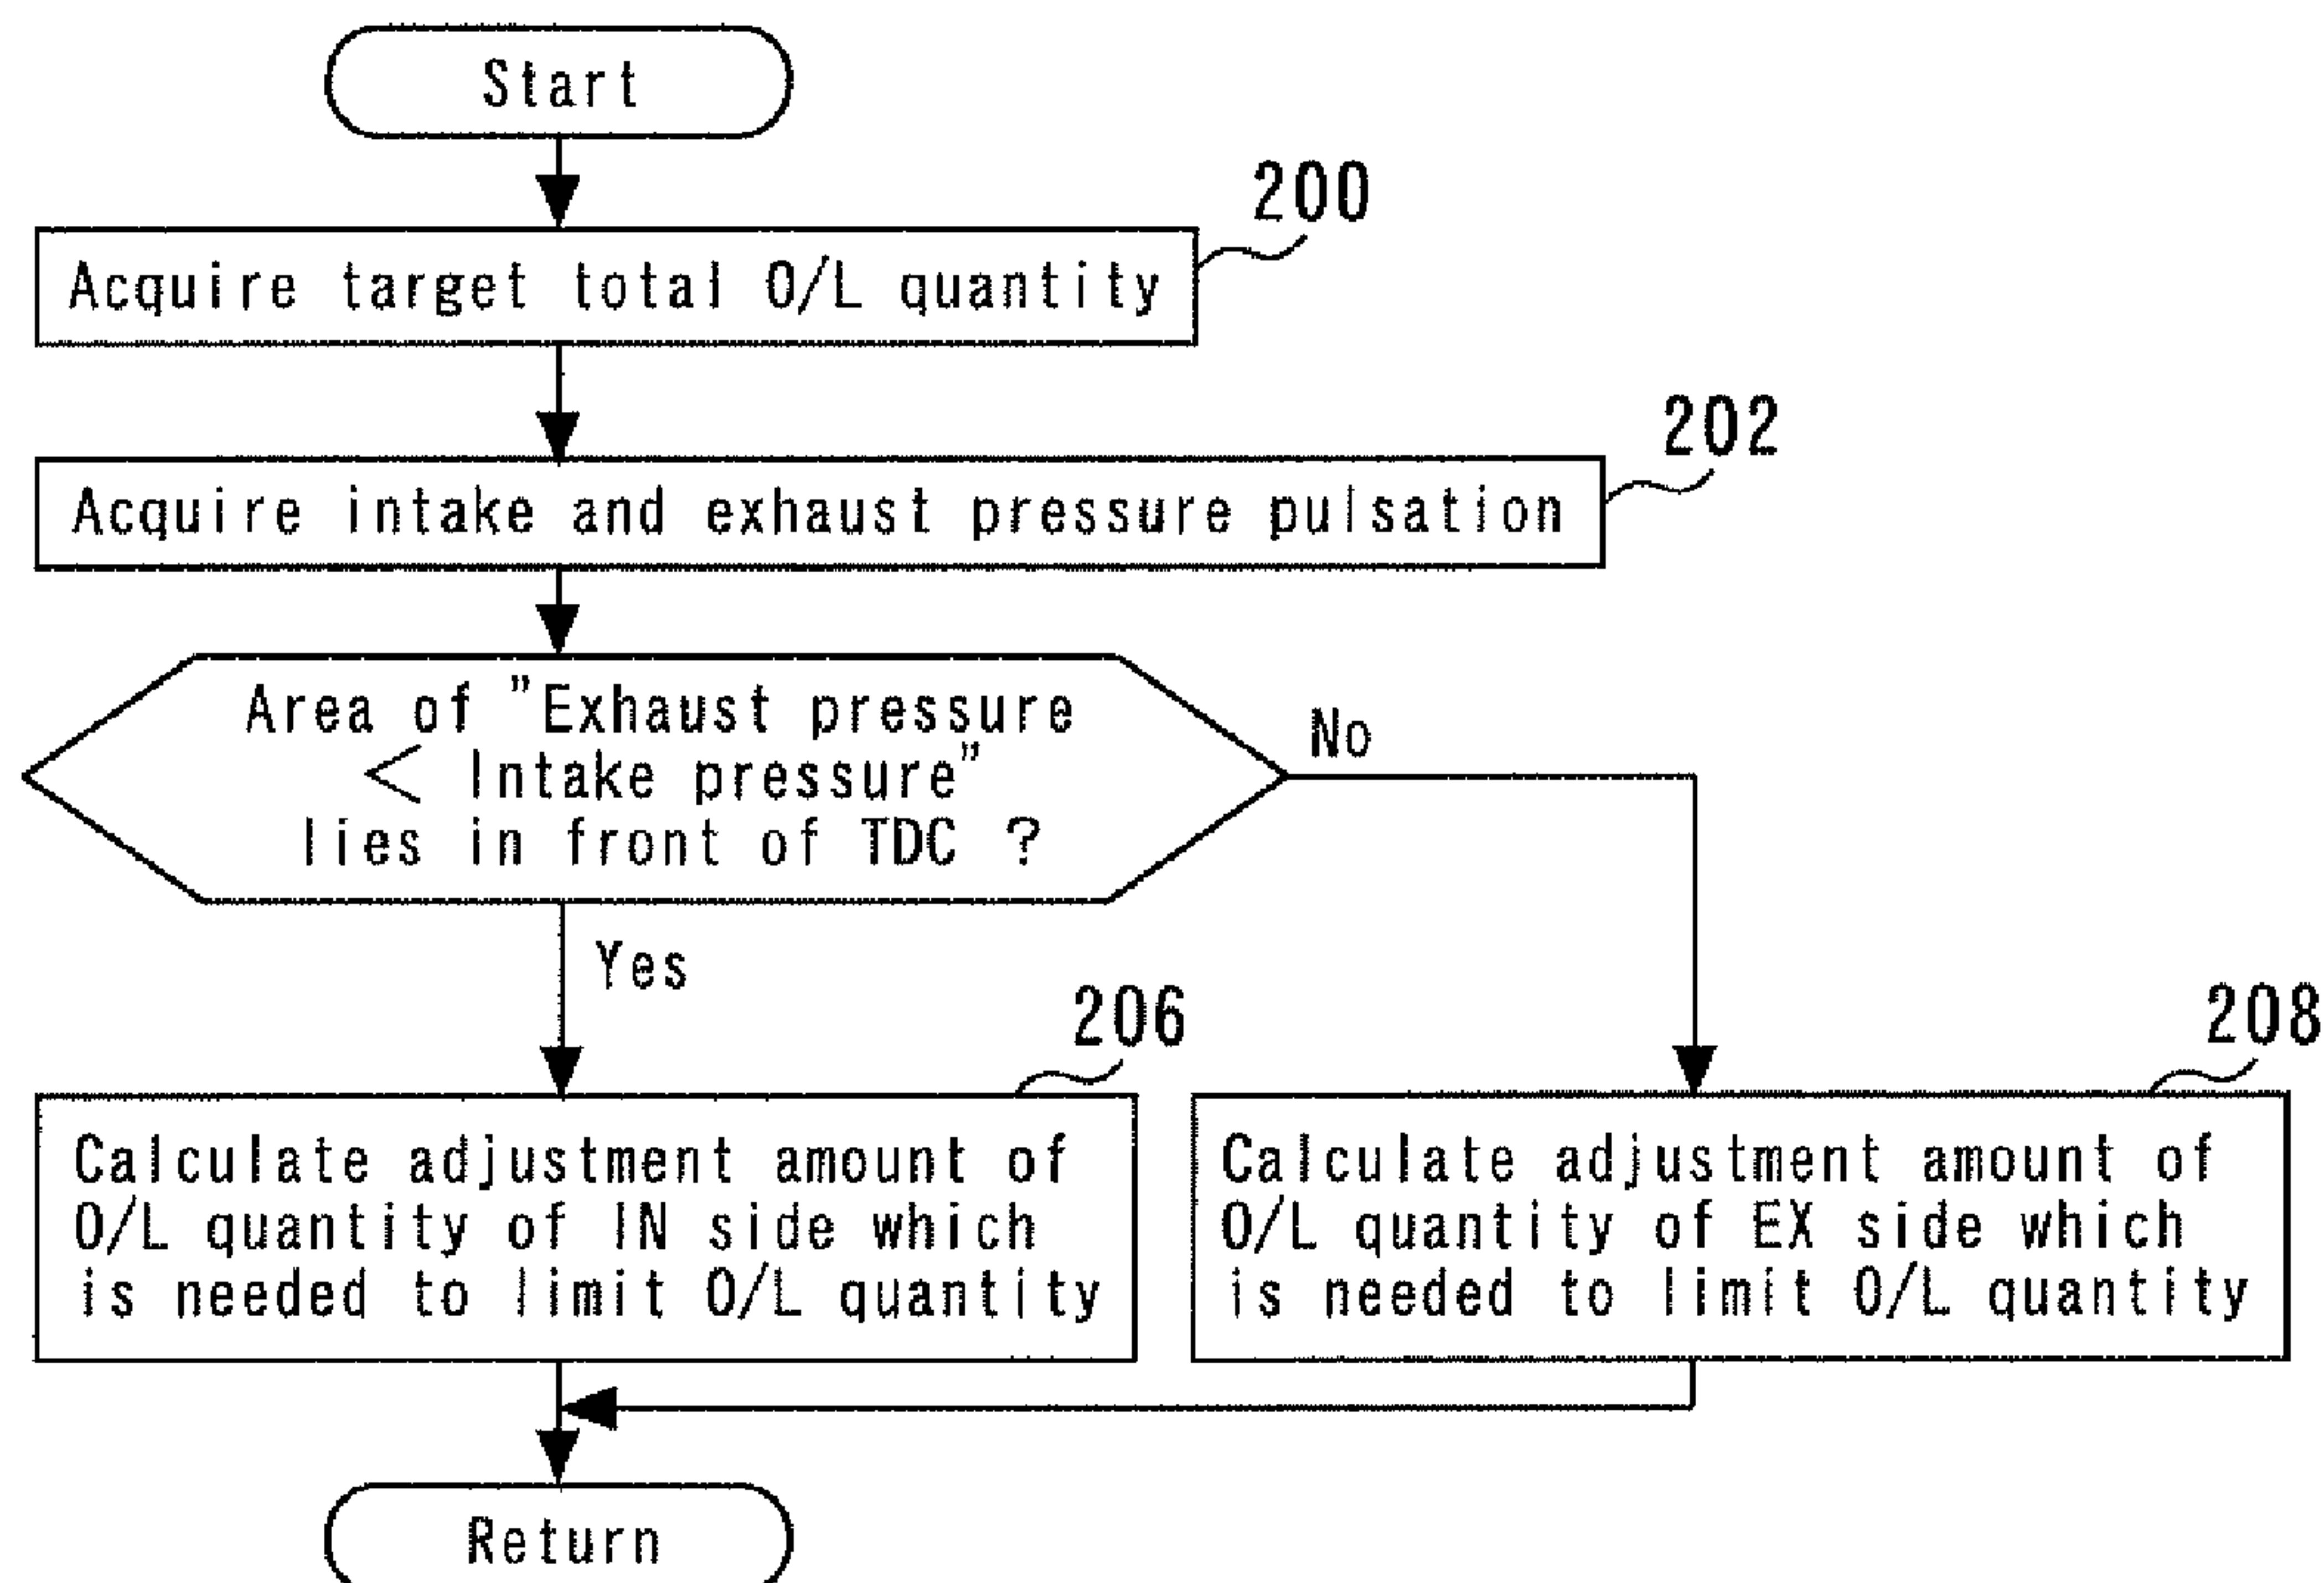 Start
200
Acquire target total O/L quantity
202
Acquire intake and exhaust pressure pulsation
Area of "Exhaust pressure
< Intake pressure"
lies in front of TDC ?
No
Yes
206
208
Calculate adjustment amount of
O/L quantity of IN side which
is needed to limit O/L quantity
Calculate adjustment amount of
O/L quantity of EX side which
is needed to limit O/L quantity
Return